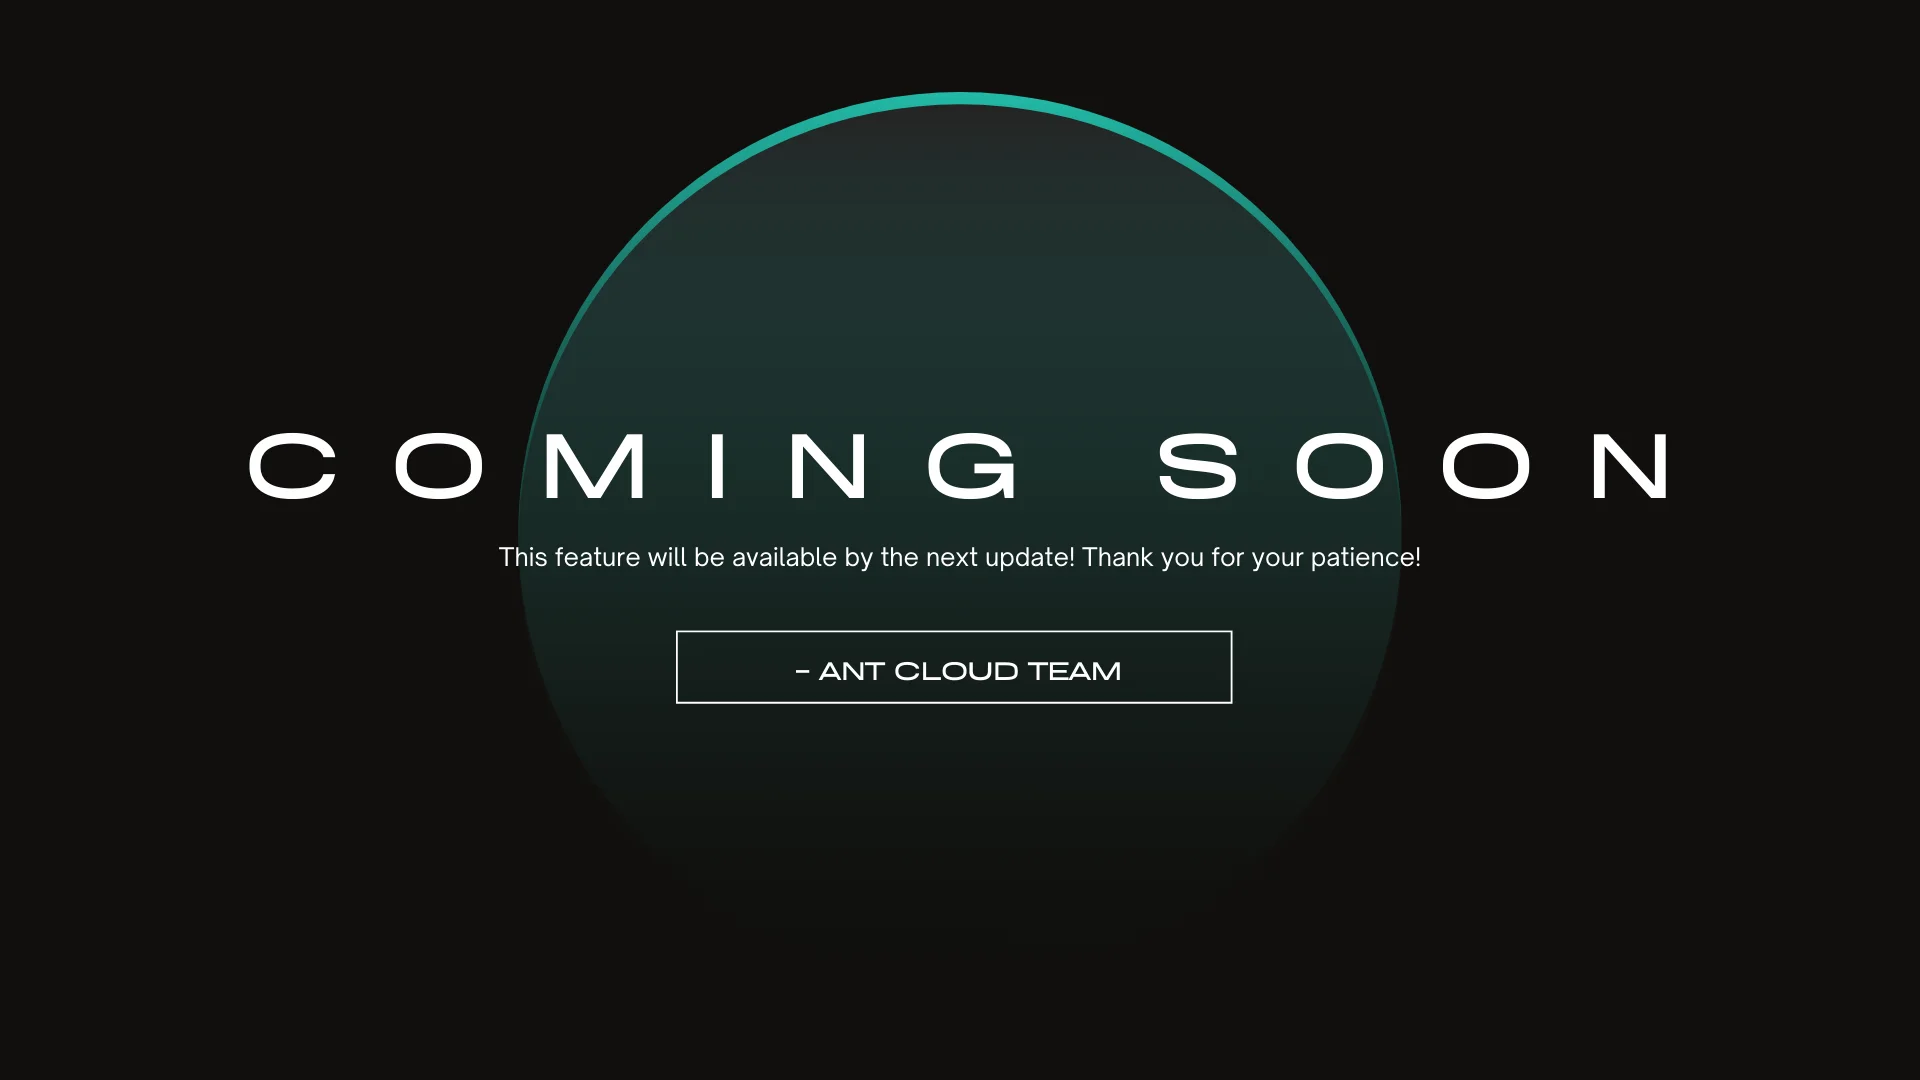 COMING SOON
This feature will be available by the next update! Thank you for your patience!
- ANT CLOUD TEAM